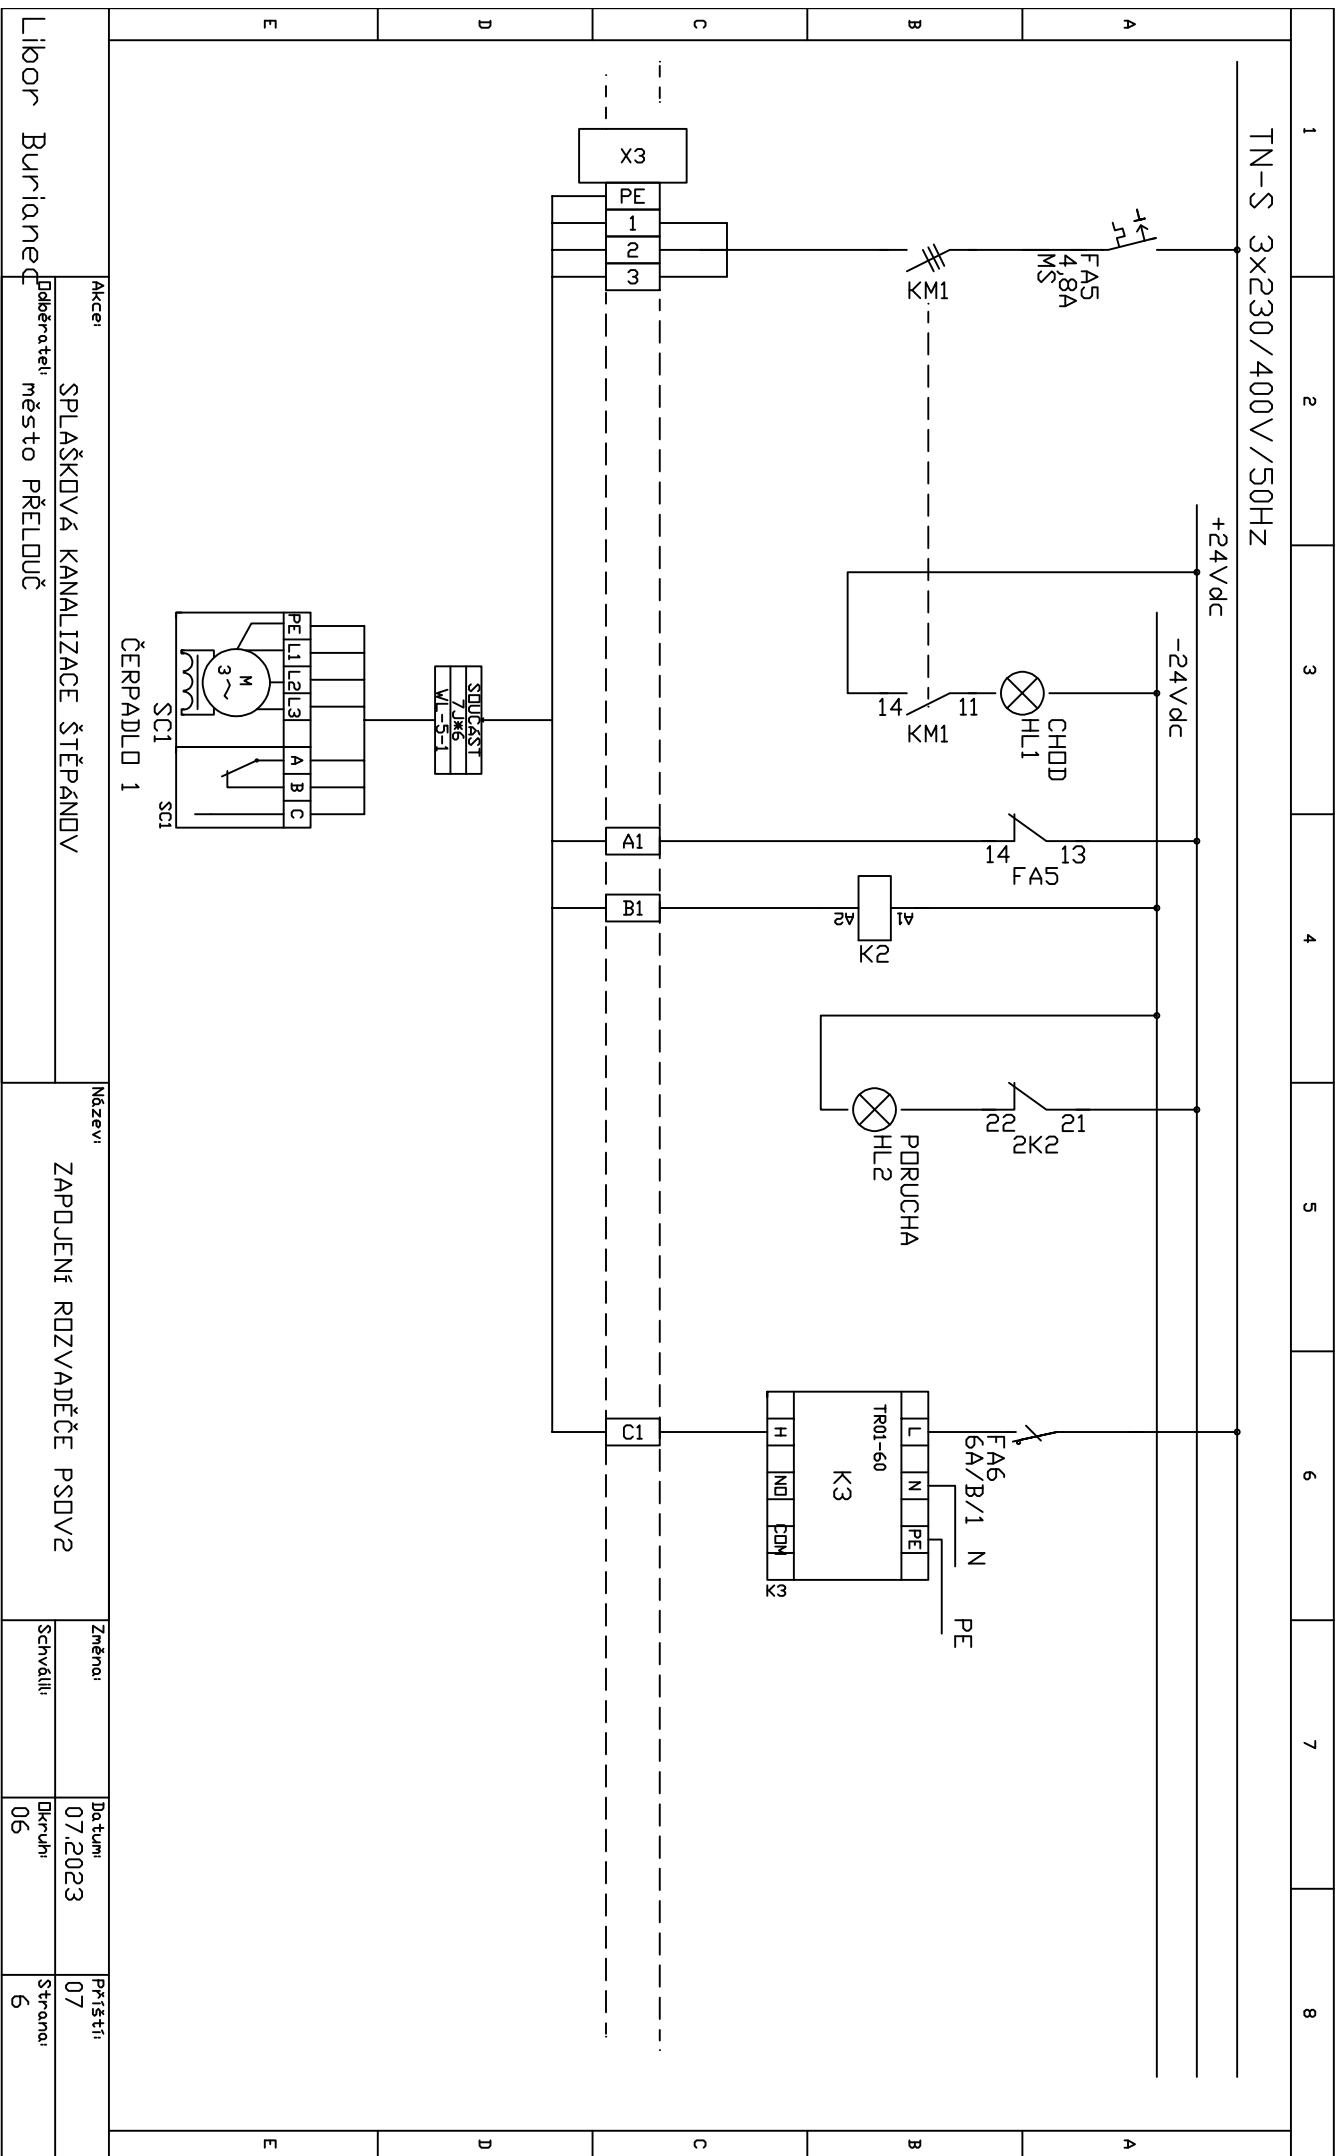 1 2 3 4 5 6 7 8
A
B
C
D
E
A
B
C
D
E
TN-S 3x230/400V/50Hz
+24Vdc
-24Vdc
FA5
4,8A
MS
KM1
CHOD
HL1
14 11
KM1
14 13
FA5
A1
A2
K2
22 21
2K2
PORUCHA
HL2
FA6
6A/B/1
N
PE
L N PE
TR01-60
K3
H NO COM
K3
X3
PE
1
2
3
A1
B1
C1
SOUČÁST
7J*6
WL-5-1
PE L1 L2 L3 A B C
M
3~
SC1
SC1
ČERPADLO 1
Libor Burianec
Akce:
SPLAŠKOVÁ KANALIZACE ŠTĚPÁNOV
Odběratel:
město PŘELOUČ
Název:
ZAPOJENÍ ROZVADĚČE PSOV2
Změna:
Schválil:
Datum:
07.2023
Okruh:
06
Příští:
07
Strana:
6